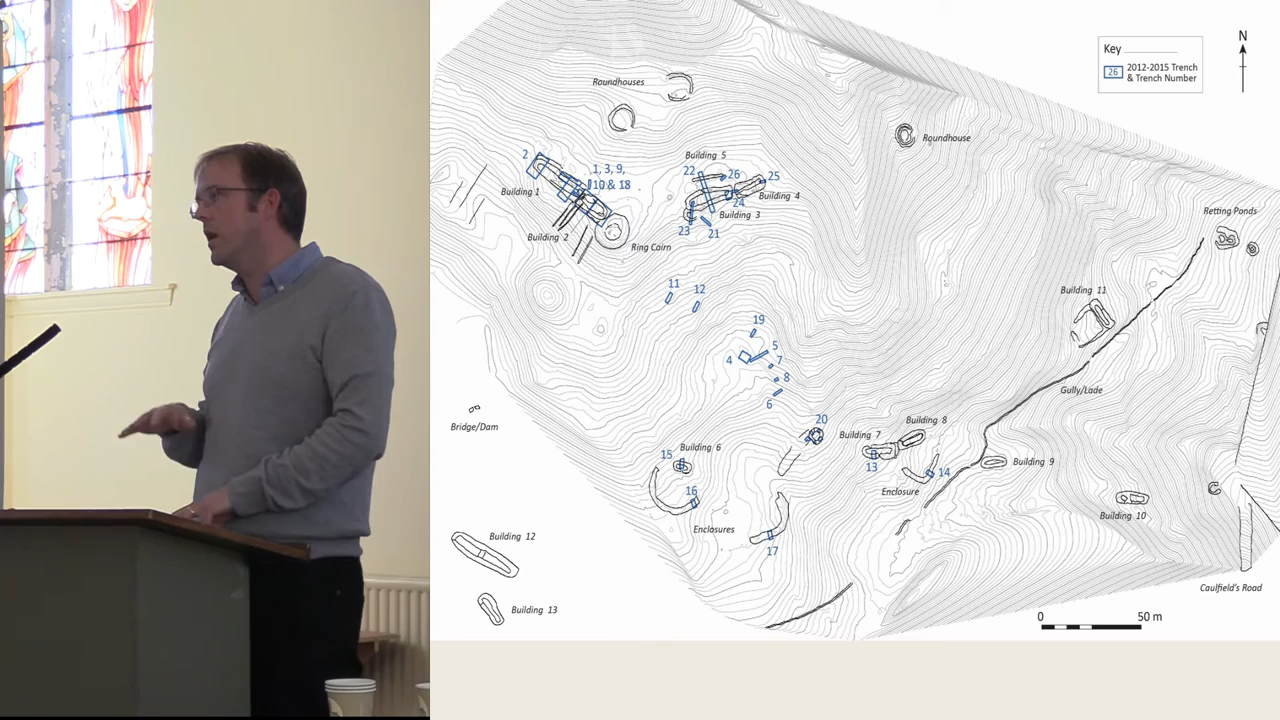 Key
26
2012-2015 Trench
& Trench Number
N
Roundhouses
Roundhouse
2
1, 3, 9,
10 & 18
Building 1
Building 2
Ring Cairn
Building 5
22
26
25
24
Building 4
Building 3
23
21
Retting Ponds
11
12
Building 11
19
5
4
7
8
6
Gully/Lade
Bridge/Dam
20
Building 8
Building 7
13
14
Building 9
Enclosure
15
Building 6
16
Enclosures
17
Building 10
Building 12
Building 13
Caulfield's Road
0
50 m